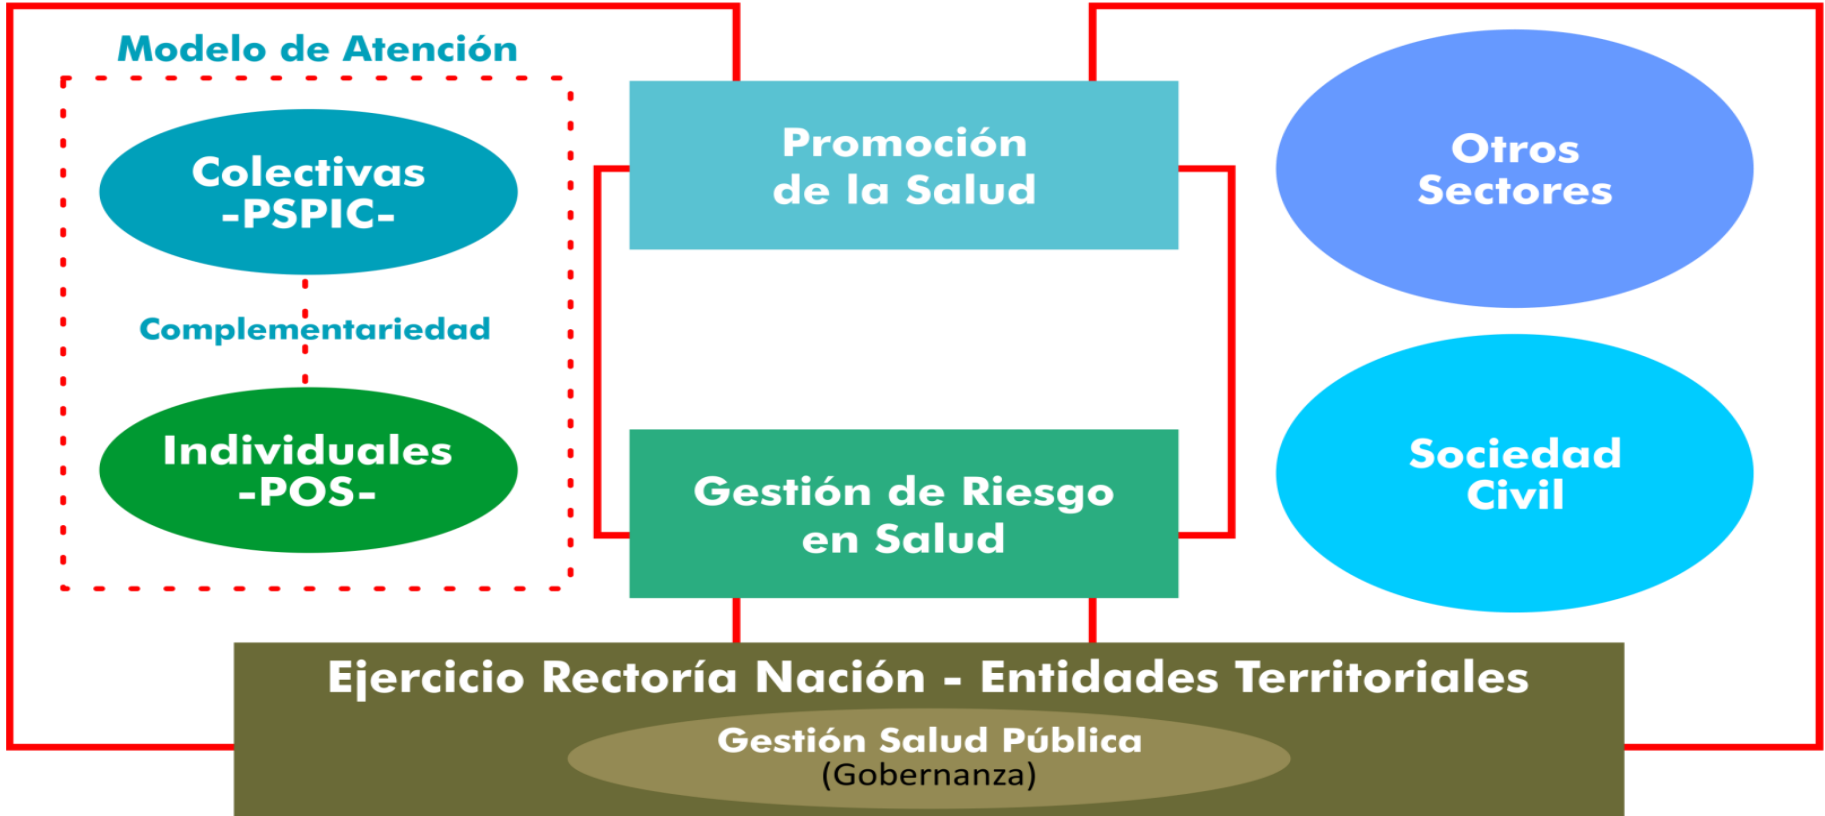 Modelo de Atención
Colectivas
-PSPIC-
Complementariedad
Individuales
-POS-
Promoción
de la Salud
Gestión de Riesgo
en Salud
Otros
Sectores
Sociedad
Civil
Ejercicio Rectoría Nación - Entidades Territoriales
Gestión Salud Pública
(Gobernanza)